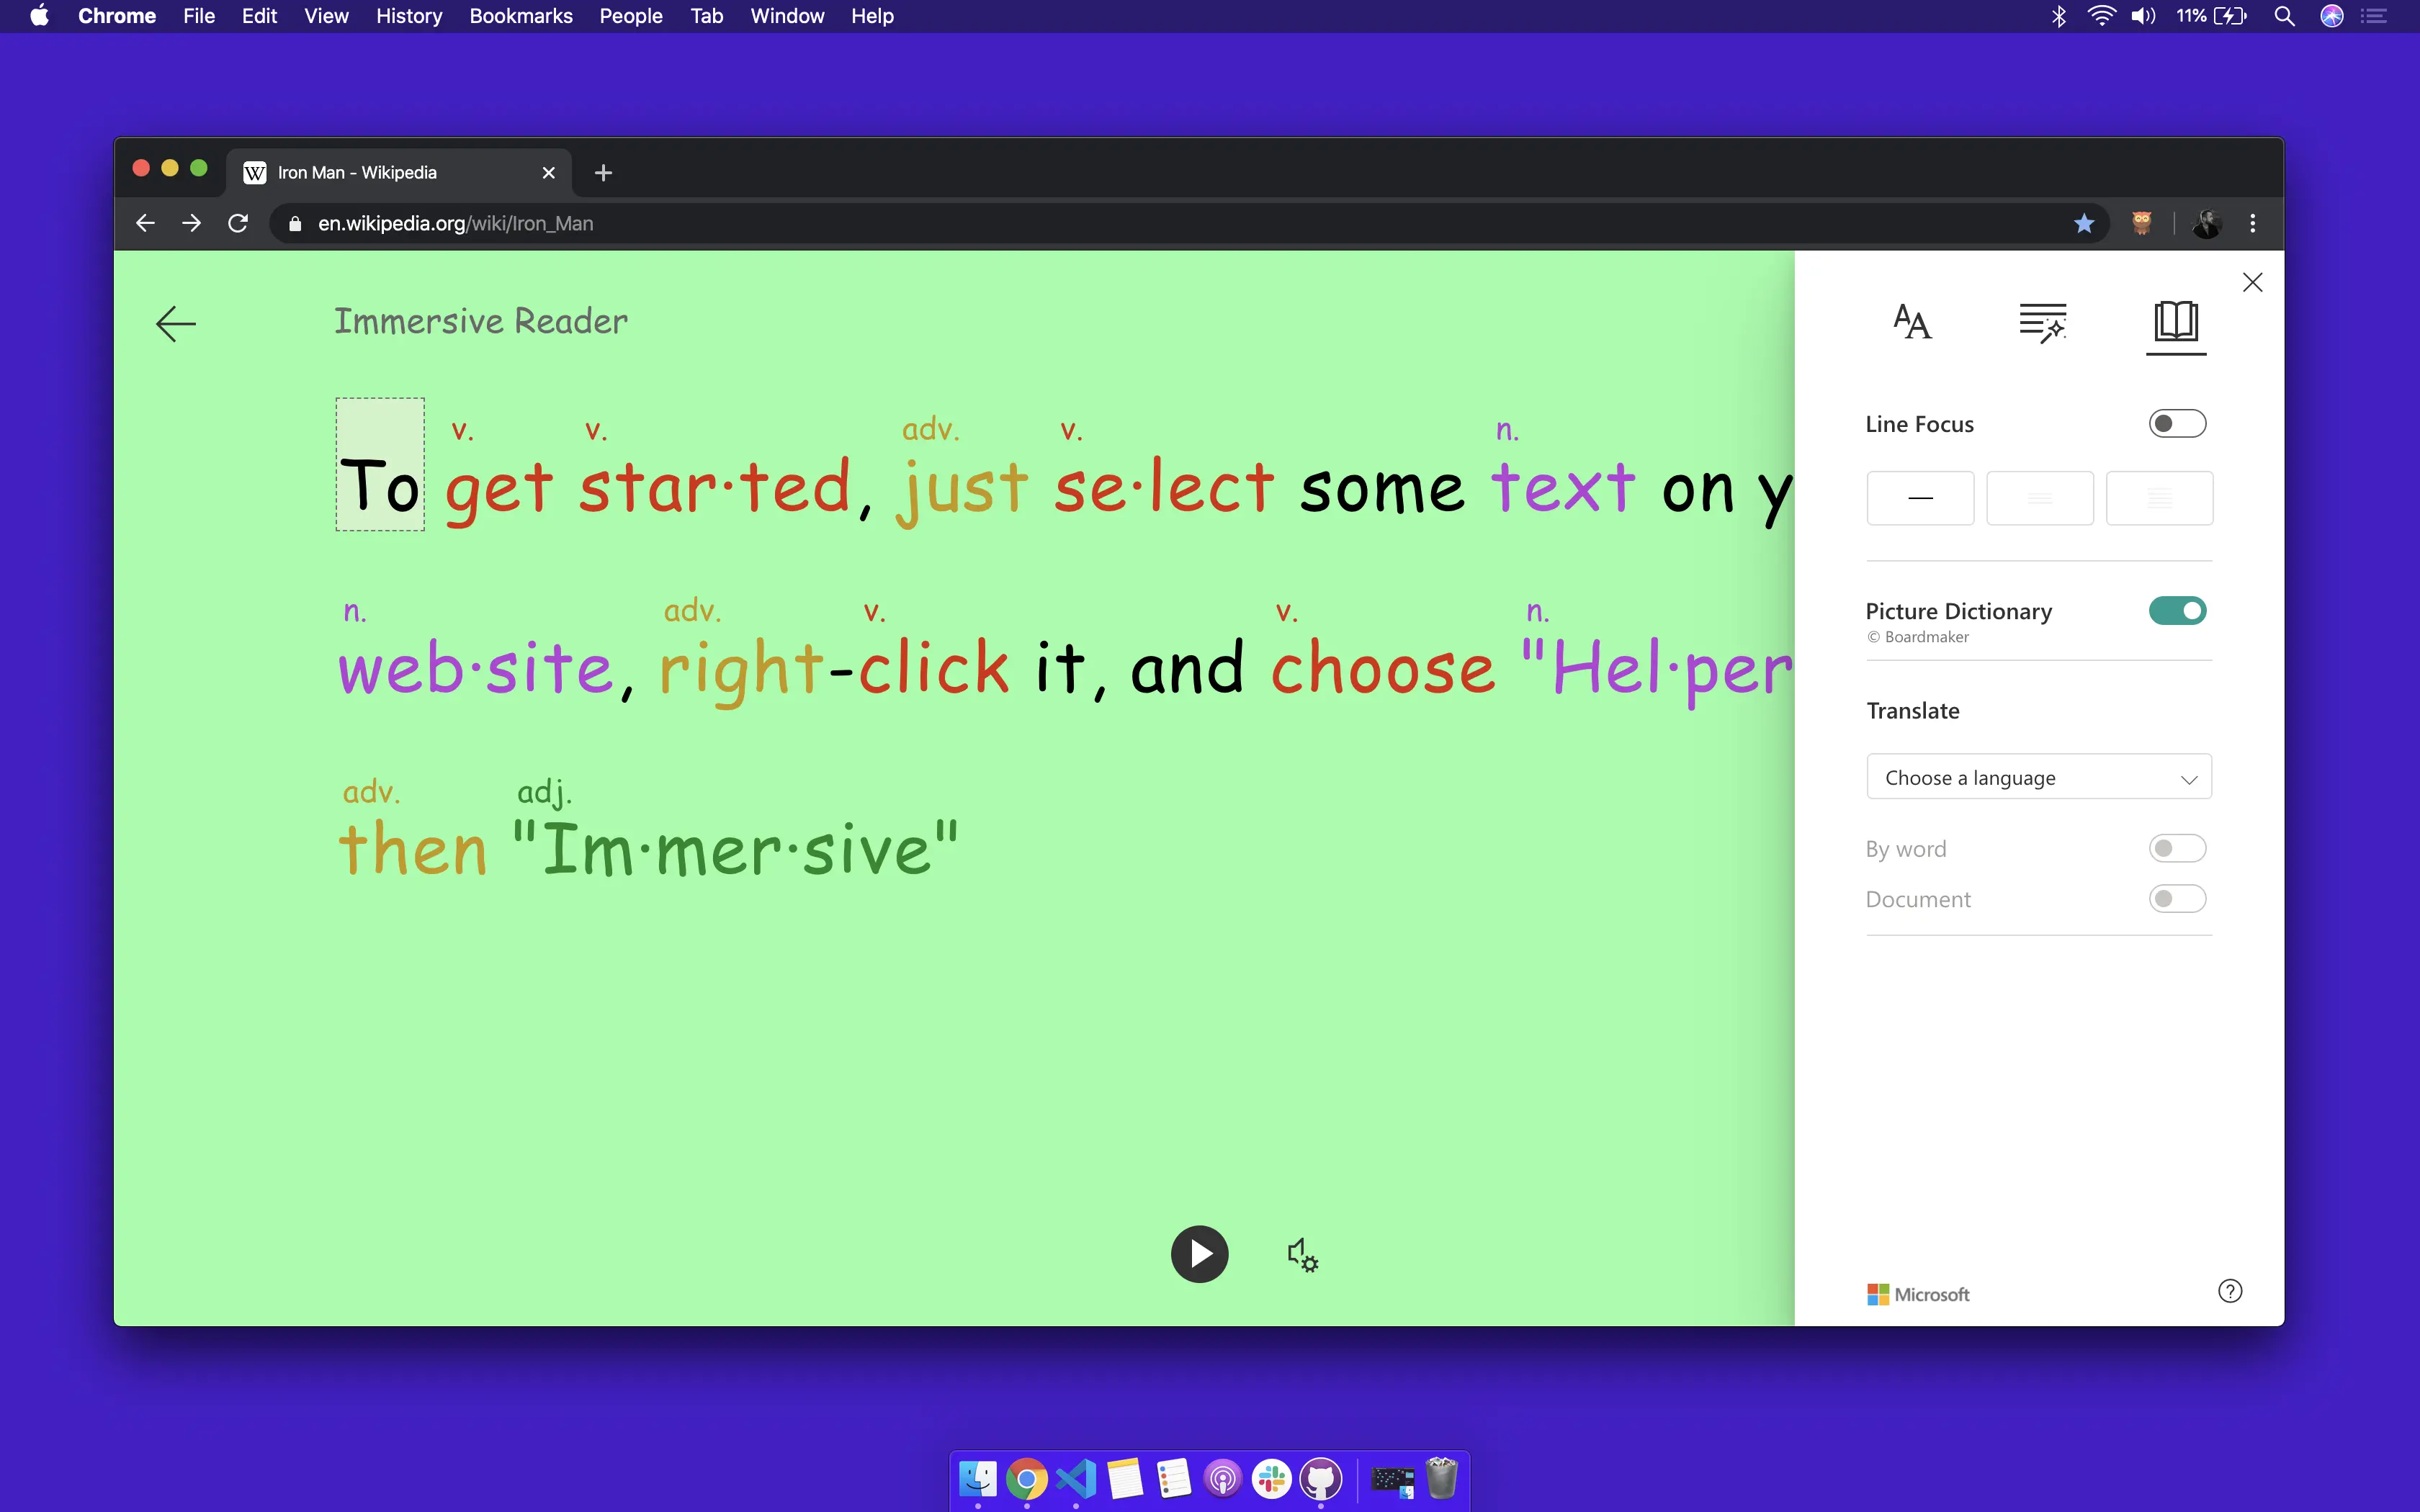 Chrome File Edit View History Bookmarks People Tab Window Help 11%
Iron Man - Wikipedia
en.wikipedia.org/wiki/Iron_Man
Immersive Reader
v. v. adv. v. n.
To get star·ted, just se·lect some text on y
n. adv. v. v. n.
web·site, right-click it, and choose "Hel·per
adv. adj.
then "Im·mer·sive"
Line Focus
Picture Dictionary
© Boardmaker
Translate
Choose a language
By word
Document
Microsoft